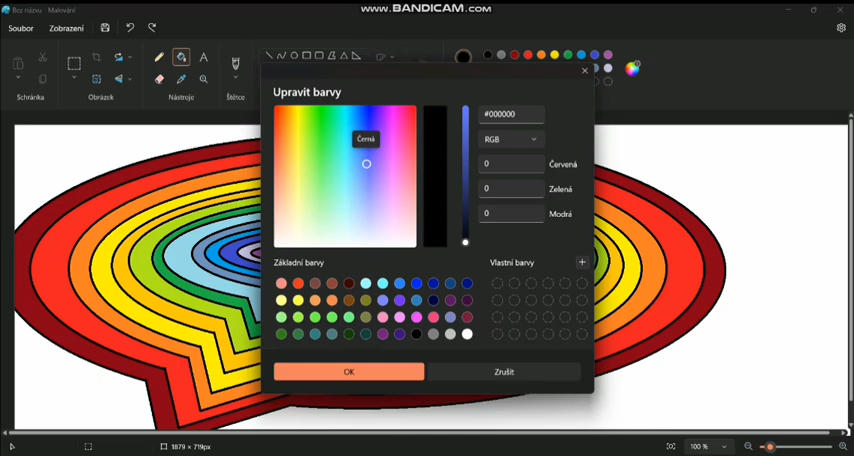 Bez názvu - Malování
www.BANDICAM.com
Soubor
Zobrazení
Schránka
Obrázek
Nástroje
Štětce
Upravit barvy
Černá
#000000
RGB
0 Červená
0 Zelená
0 Modrá
Základní barvy
Vlastní barvy
OK
Zrušit
1879 × 719px
100 %